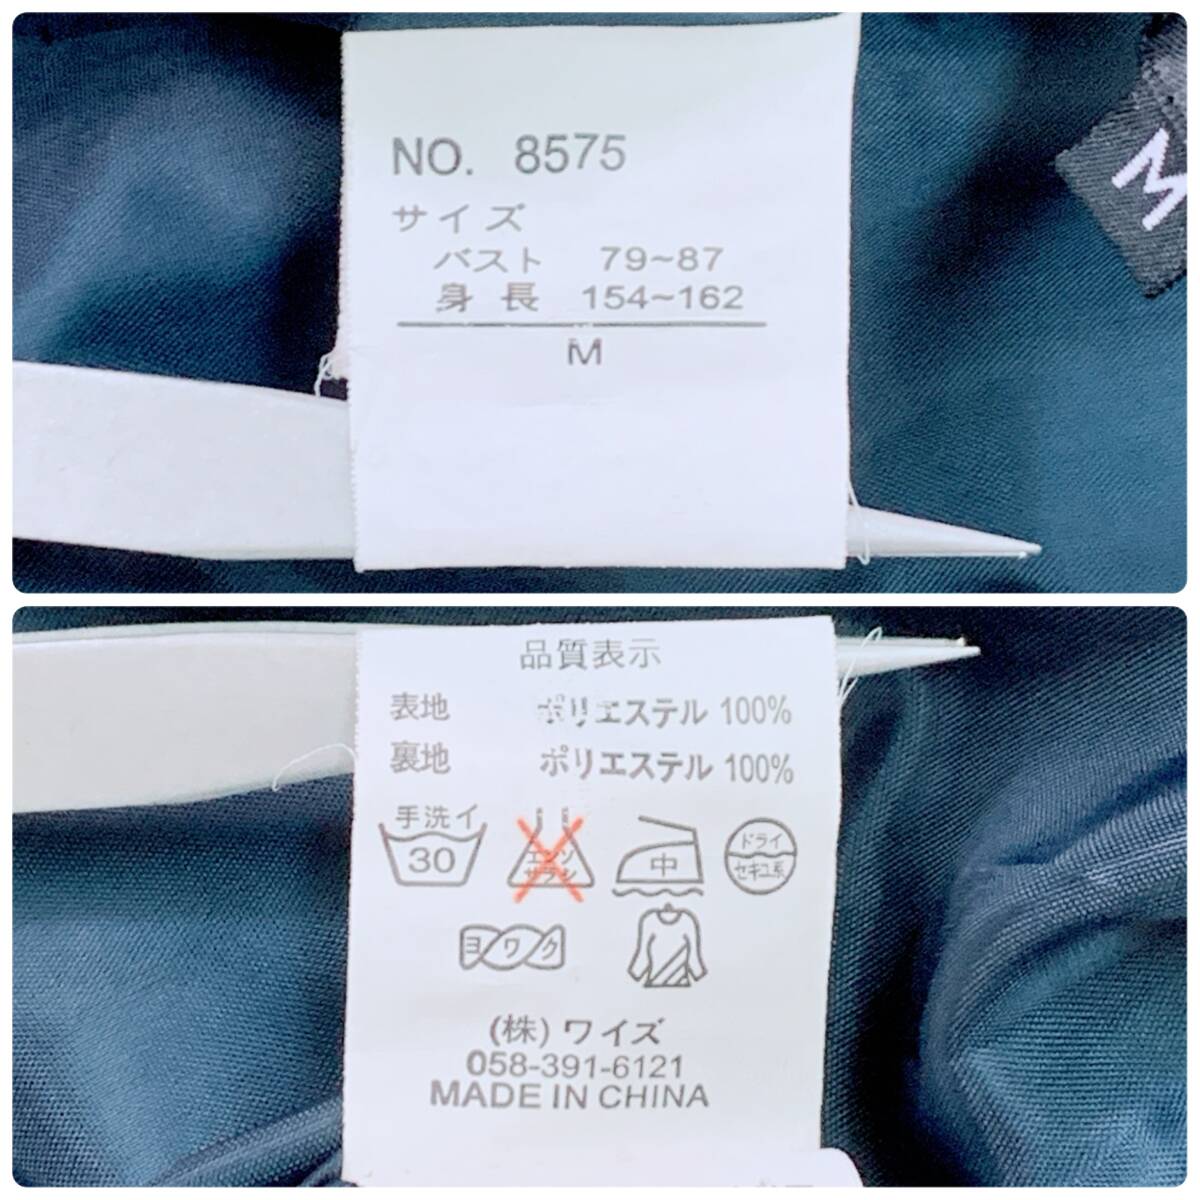 NO. 8575
サイズ
バスト 79~87
身長 154~162
M
M
品質表示
表地 ポリエステル 100%
裏地 ポリエステル 100%
手洗イ
30
エンソ
サラシ
中
ドライ
セキユ系
ヨワク
(株)ワイズ
058-391-6121
MADE IN CHINA